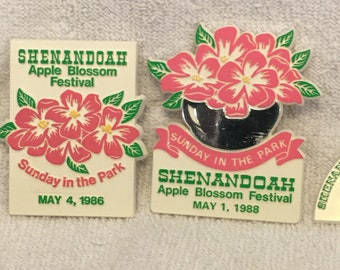 SHENANDOAH
Apple Blossom
Festival
Sunday in the Park
MAY 4, 1986
SUNDAY IN THE PARK
SHENANDOAH
Apple Blossom Festival
MAY 1, 1988